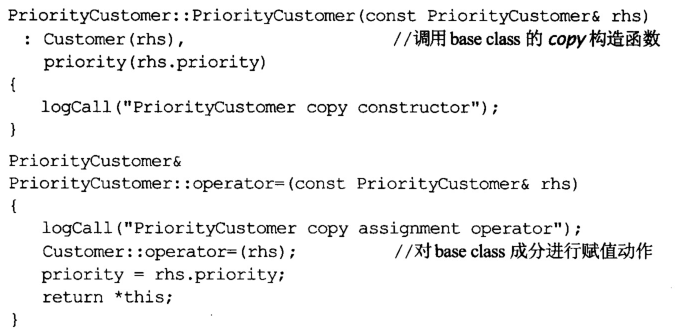 PriorityCustomer::PriorityCustomer(const PriorityCustomer& rhs)
: Customer(rhs), //调用 base class 的 copy 构造函数
priority(rhs.priority)
{
logCall("PriorityCustomer copy constructor");
}
PriorityCustomer&
PriorityCustomer::operator=(const PriorityCustomer& rhs)
{
logCall("PriorityCustomer copy assignment operator");
Customer::operator=(rhs); //对 base class 成分进行赋值动作
priority = rhs.priority;
return *this;
}